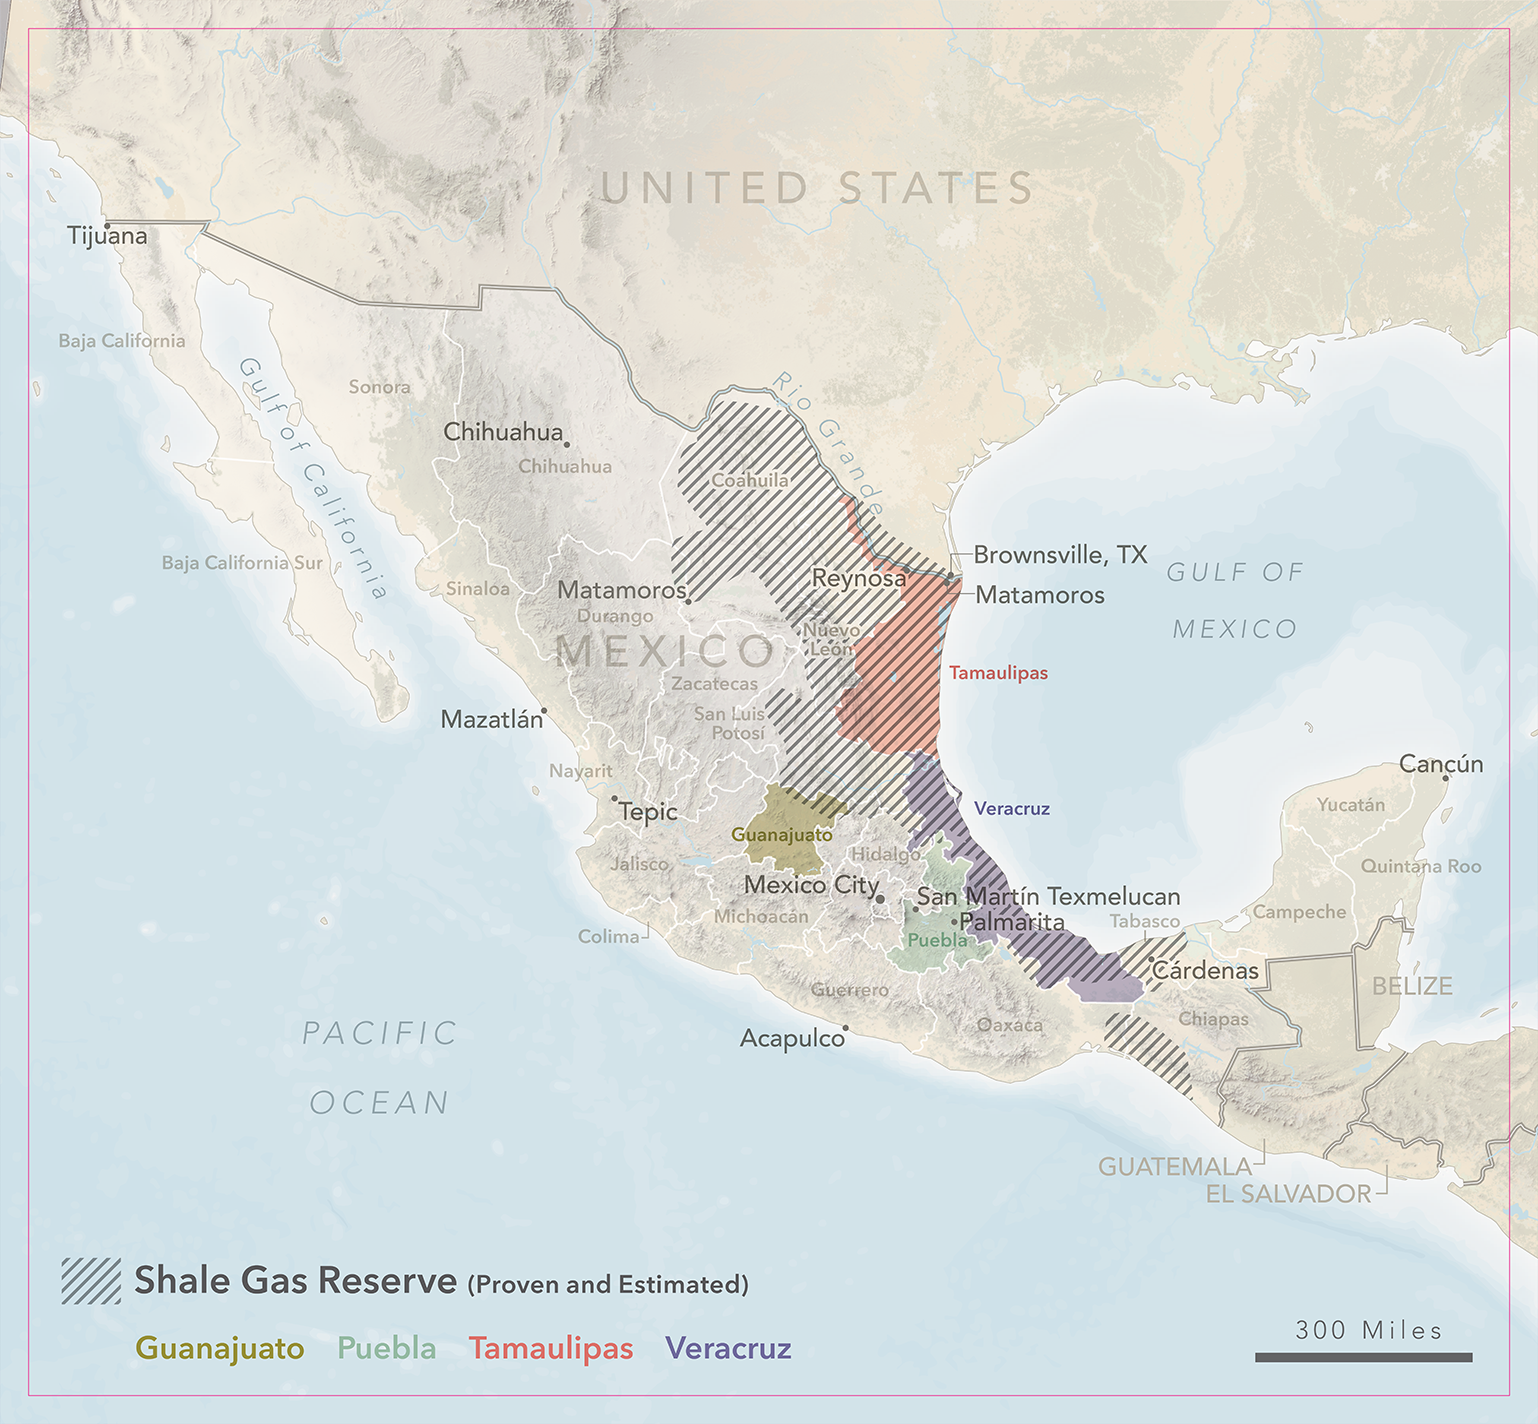 UNITED STATES
Tijuana
Baja California
Gulf of California
Sonora
Rio Grande
Chihuahua
Chihuahua
Coahuila
Baja California Sur
Sinaloa
Matamoros
Durango
Reynosa
Brownsville, TX
Matamoros
GULF OF
MEXICO
MEXICO
Nuevo
León
Zacatecas
Tamaulipas
San Luis
Potosí
Mazatlán
Nayarit
Tepic
Cancún
Yucatán
Veracruz
Guanajuato
Jalisco
Hidalgo
Quintana Roo
Mexico City
San Martín Texmelucan
Palmarita
Tabasco
Campeche
Michoacán
Colima
Puebla
Cárdenas
BELIZE
Guerrero
Oaxaca
Chiapas
Acapulco
PACIFIC
OCEAN
GUATEMALA
EL SALVADOR
Shale Gas Reserve (Proven and Estimated)
Guanajuato Puebla Tamaulipas Veracruz
300 Miles